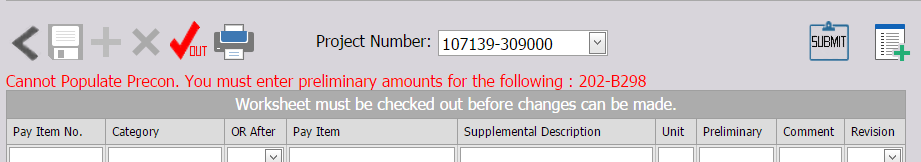 OUT Project Number: 107139-309000 SUBMIT
Cannot Populate Precon. You must enter preliminary amounts for the following : 202-B298
Worksheet must be checked out before changes can be made.
Pay Item No. Category OR After Pay Item Supplemental Description Unit Preliminary Comment Revision